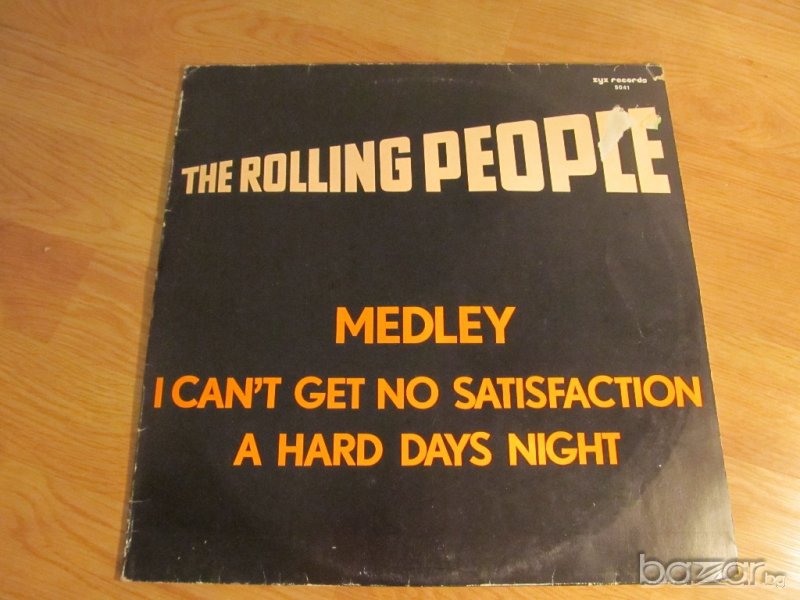 zyx records
5041
THE ROLLING PEOPLE
MEDLEY
I CAN'T GET NO SATISFACTION
A HARD DAYS NIGHT
bazar.bg